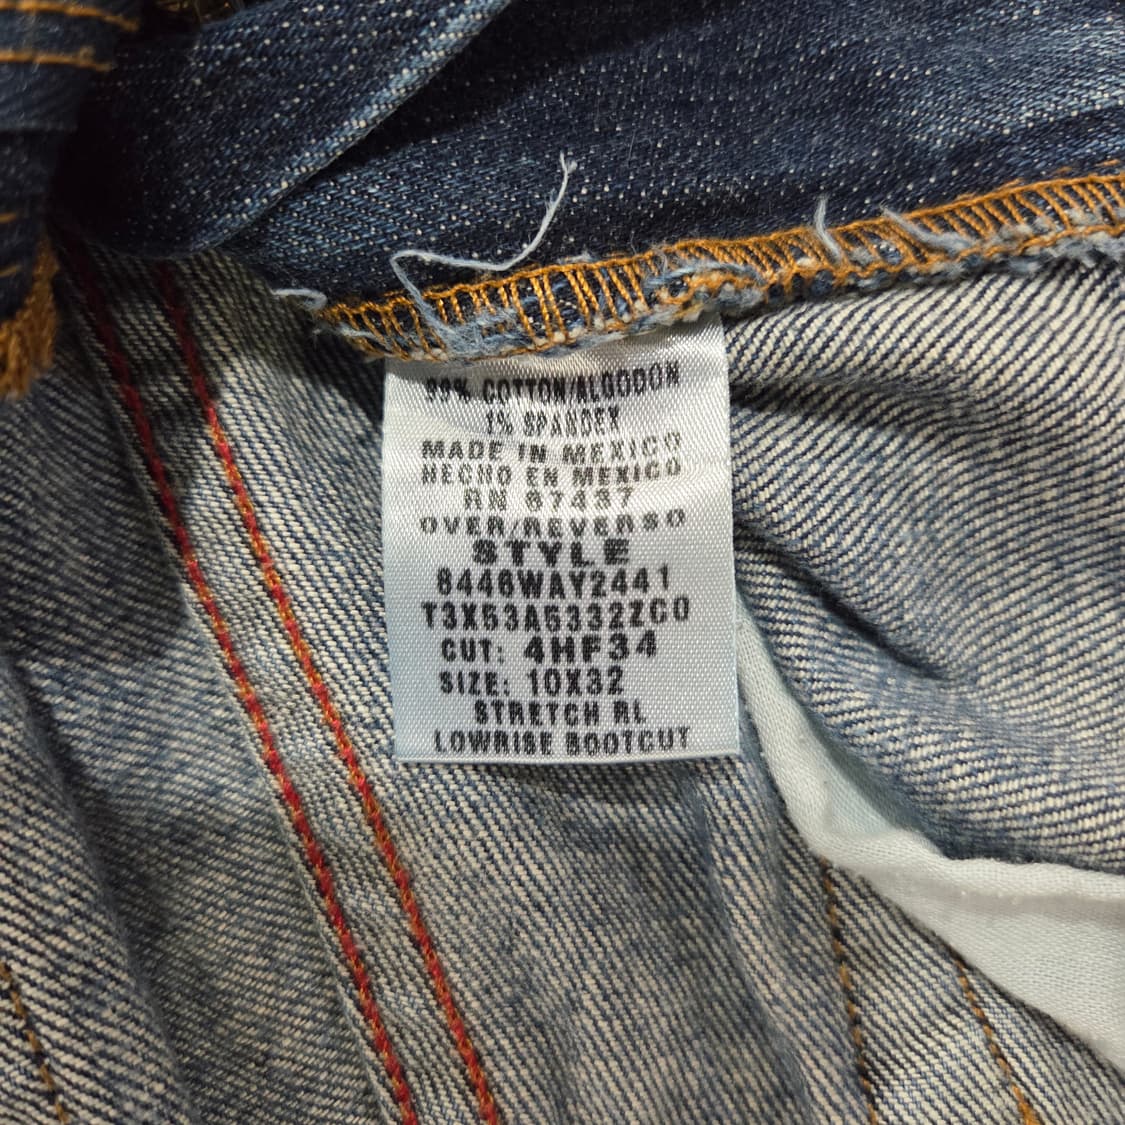 99% COTTON/ALGODON
1% SPANDEX
MADE IN MEXICO
HECHO EN MEXICO
RN 87437
OVER/REVERSO
STYLE
8446WAY2441
T3X53A5332ZC0
CUT: 4HF34
SIZE: 10X32
STRETCH RL
LOWRISE BOOTCUT